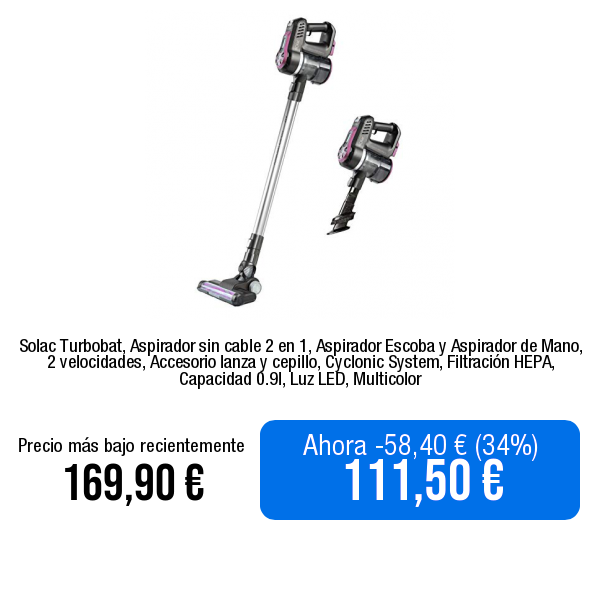 Solac Turbobat, Aspirador sin cable 2 en 1, Aspirador Escoba y Aspirador de Mano,
2 velocidades, Accesorio lanza y cepillo, Cyclonic System, Filtración HEPA,
Capacidad 0.9l, Luz LED, Multicolor
Precio más bajo recientemente
169,90 €
Ahora -58,40 € (34%)
111,50 €